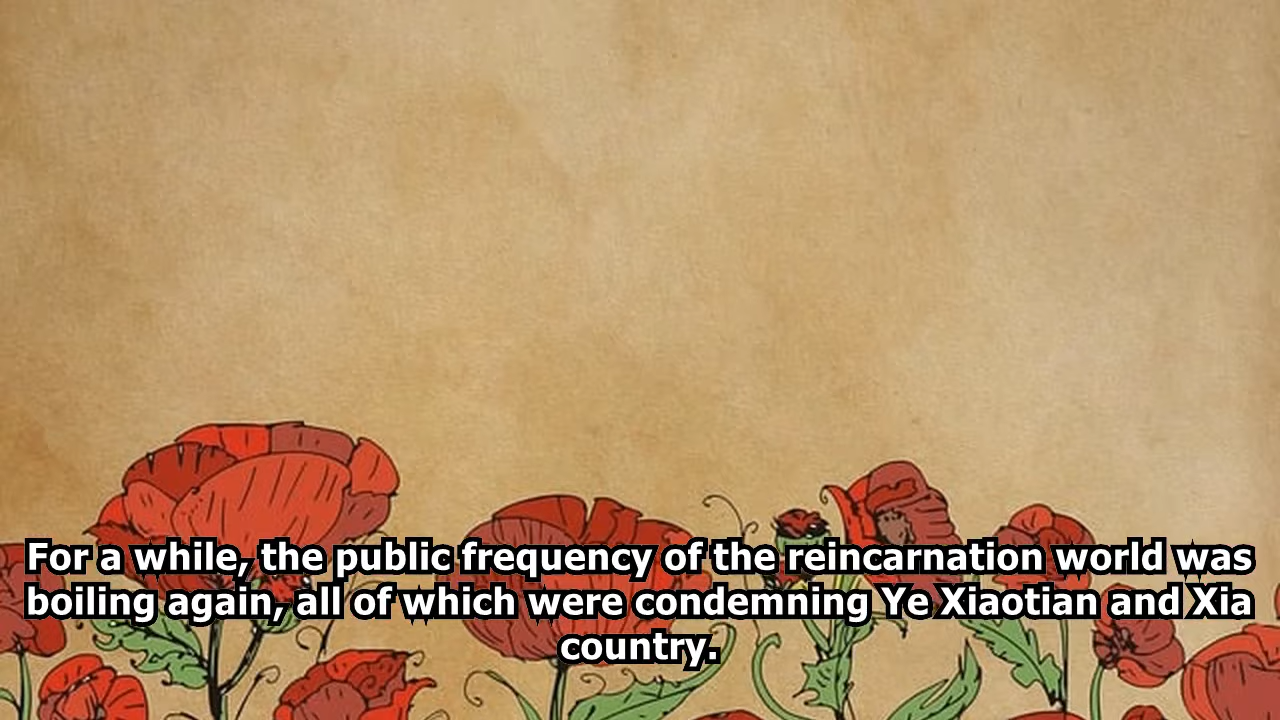 For a while, the public frequency of the reincarnation world was
boiling again, all of which were condemning Ye Xiaotian and Xia
country.